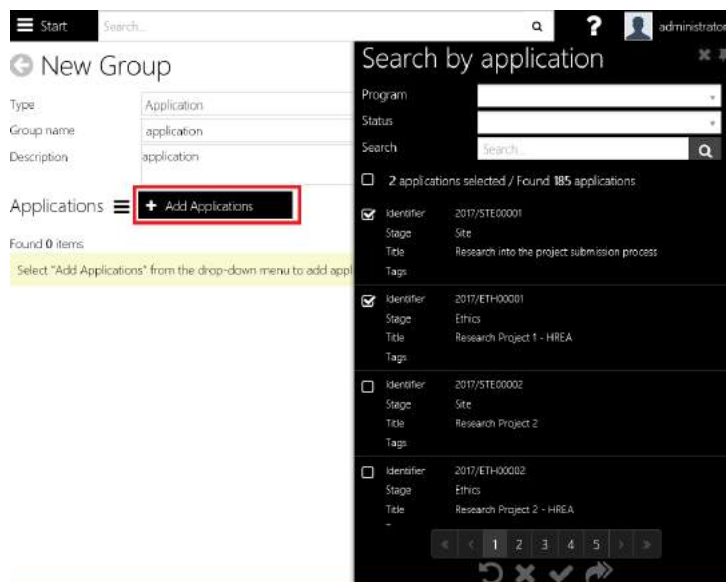 Start
Search...
?
administrator
New Group
Type
Application
Group name
application
Description
application
Applications
+ Add Applications
Found 0 items
Select "Add Applications" from the drop-down menu to add appl
Search by application
Program
Status
Search
Search...
2 applications selected / Found 185 applications
Identifier 2017/STE00001
Stage Site
Title Research into the project submission process
Tags
Identifier 2017/ETH00001
Stage Ethics
Title Research Project 1 - HREA
Tags
Identifier 2017/STE00002
Stage Site
Title Research Project 2
Tags
Identifier 2017/ETH00002
Stage Ethics
Title Research Project 2 - HREA
« ‹ 1 2 3 4 5 › »